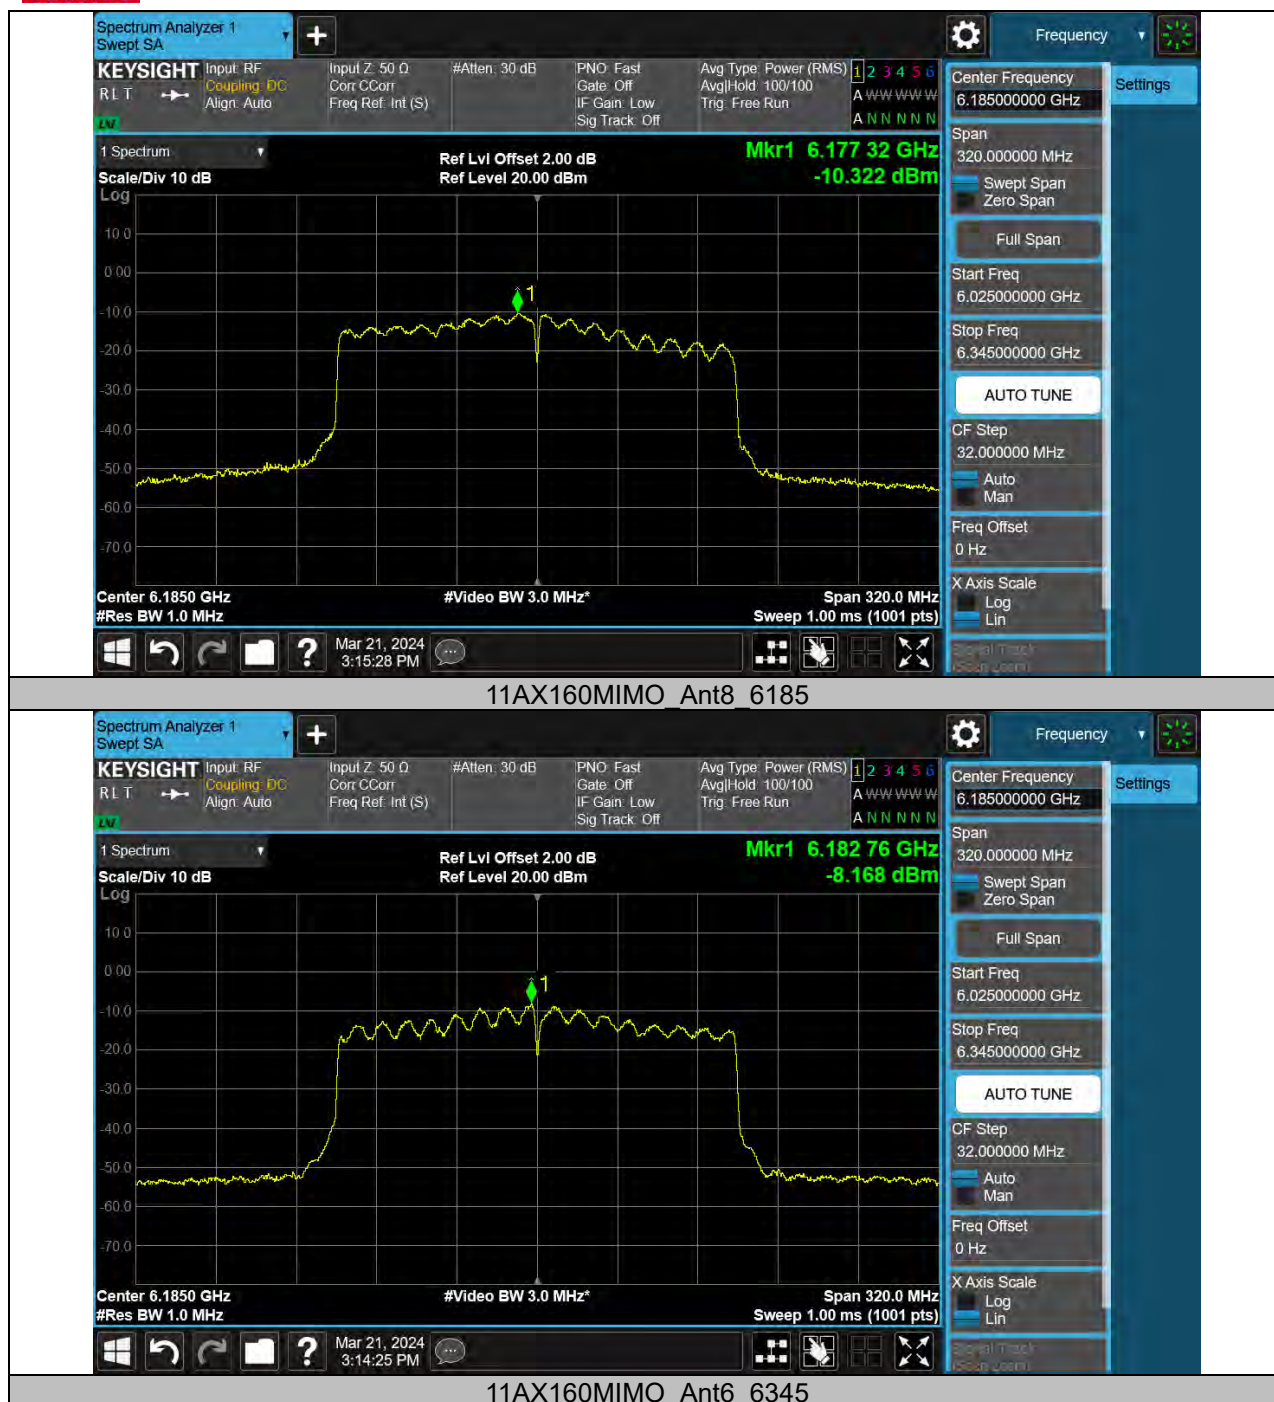 Spectrum Analyzer 1
Swept SA
Frequency
KEYSIGHT
RLT
LNI
Input: RF
Coupling: DC
Align: Auto
Input Z: 50 Ω
Corr CCorr
Freq Ref: Int (S)
#Atten: 30 dB
PNO: Fast
Gate: Off
IF Gain: Low
Sig Track: Off
Avg Type: Power (RMS)
Avg|Hold: 100/100
Trig: Free Run
1 2 3 4 5 6
A W W W W W
A N N N N N
Center Frequency
6.185000000 GHz
Settings
1 Spectrum
Scale/Div 10 dB
Ref Lvl Offset 2.00 dB
Ref Level 20.00 dBm
Mkr1 6.177 32 GHz
-10.322 dBm
Span
320.000000 MHz
Swept Span
Zero Span
Full Span
Start Freq
6.025000000 GHz
Stop Freq
6.345000000 GHz
AUTO TUNE
CF Step
32.000000 MHz
Auto
Man
Freq Offset
0 Hz
X Axis Scale
Log
Lin
Signal Track
(Span Zoom)
Log
10.0
0.00
-10.0
-20.0
-30.0
-40.0
-50.0
-60.0
-70.0
1
Center 6.1850 GHz
#Res BW 1.0 MHz
#Video BW 3.0 MHz*
Span 320.0 MHz
Sweep 1.00 ms (1001 pts)
Mar 21, 2024
3:15:28 PM
11AX160MIMO_Ant8_6185
Spectrum Analyzer 1
Swept SA
Frequency
KEYSIGHT
RLT
LNI
Input: RF
Coupling: DC
Align: Auto
Input Z: 50 Ω
Corr CCorr
Freq Ref: Int (S)
#Atten: 30 dB
PNO: Fast
Gate: Off
IF Gain: Low
Sig Track: Off
Avg Type: Power (RMS)
Avg|Hold: 100/100
Trig: Free Run
1 2 3 4 5 6
A W W W W W
A N N N N N
Center Frequency
6.185000000 GHz
Settings
1 Spectrum
Scale/Div 10 dB
Ref Lvl Offset 2.00 dB
Ref Level 20.00 dBm
Mkr1 6.182 76 GHz
-8.168 dBm
Span
320.000000 MHz
Swept Span
Zero Span
Full Span
Start Freq
6.025000000 GHz
Stop Freq
6.345000000 GHz
AUTO TUNE
CF Step
32.000000 MHz
Auto
Man
Freq Offset
0 Hz
X Axis Scale
Log
Lin
Signal Track
(Span Zoom)
Log
10.0
0.00
-10.0
-20.0
-30.0
-40.0
-50.0
-60.0
-70.0
1
Center 6.1850 GHz
#Res BW 1.0 MHz
#Video BW 3.0 MHz*
Span 320.0 MHz
Sweep 1.00 ms (1001 pts)
Mar 21, 2024
3:14:25 PM
11AX160MIMO_Ant6_6345